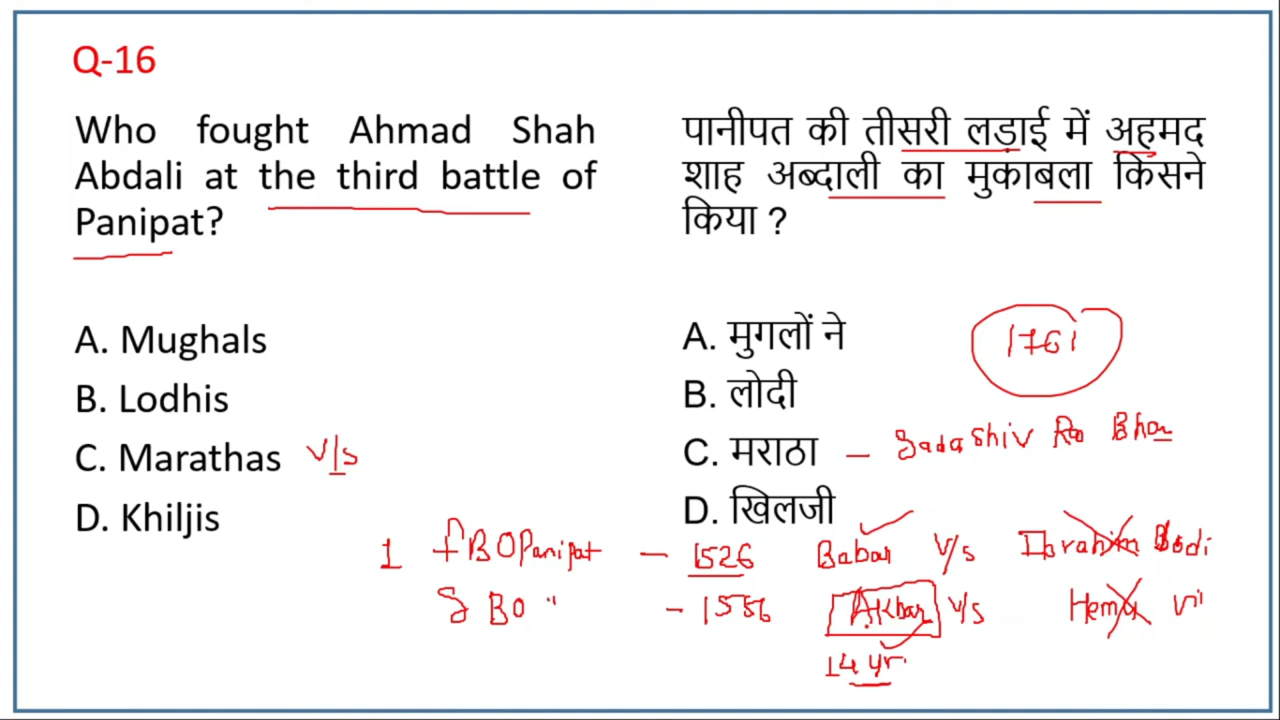 Q-16
Who fought Ahmad Shah
Abdali at the third battle of
Panipat?
A. Mughals
B. Lodhis
C. Marathas v/s
D. Khiljis
पानीपत की तीसरी लड़ाई में अहमद
शाह अब्दाली का मुकाबला किसने
किया ?
A. मुगलों ने
B. लोदी
C. मराठा – Sadashiv Rao Bhau
D. खिलजी
1761
1 f BO Panipat – 1526 Babar v/s Ibrahim Lodi
S BO " – 1556 Akbar v/s Hemu
14 yr.